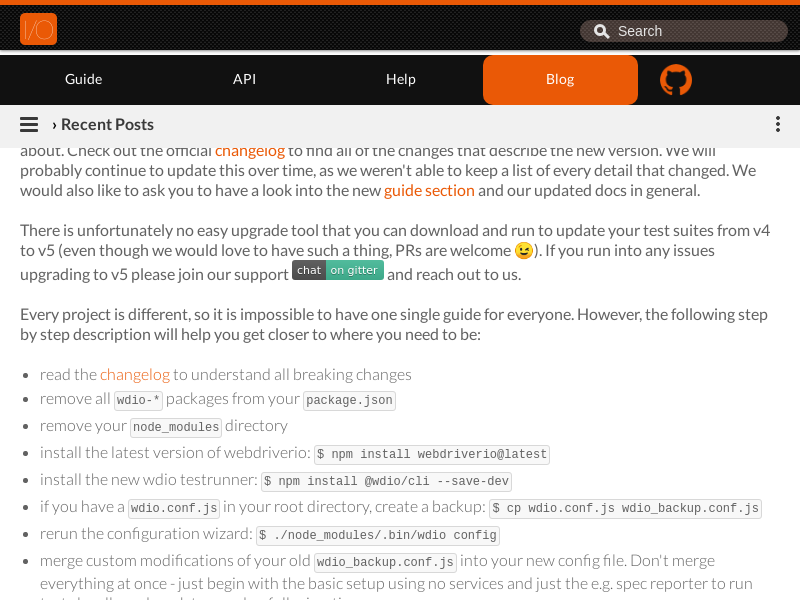 I/O
Search
Guide API Help Blog
› Recent Posts
about. Check out the official changelog to find all of the changes that describe the new version. We will
probably continue to update this over time, as we weren't able to keep a list of every detail that changed. We
would also like to ask you to have a look into the new guide section and our updated docs in general.
There is unfortunately no easy upgrade tool that you can download and run to update your test suites from v4
to v5 (even though we would love to have such a thing, PRs are welcome 😉). If you run into any issues
upgrading to v5 please join our support chat on gitter and reach out to us.
Every project is different, so it is impossible to have one single guide for everyone. However, the following step
by step description will help you get closer to where you need to be:
• read the changelog to understand all breaking changes
• remove all wdio-* packages from your package.json
• remove your node_modules directory
• install the latest version of webdriverio: $ npm install webdriverio@latest
• install the new wdio testrunner: $ npm install @wdio/cli --save-dev
• if you have a wdio.conf.js in your root directory, create a backup: $ cp wdio.conf.js wdio_backup.conf.js
• rerun the configuration wizard: $ ./node_modules/.bin/wdio config
• merge custom modifications of your old wdio_backup.conf.js into your new config file. Don't merge
everything at once - just begin with the basic setup using no services and just the e.g. spec reporter to run